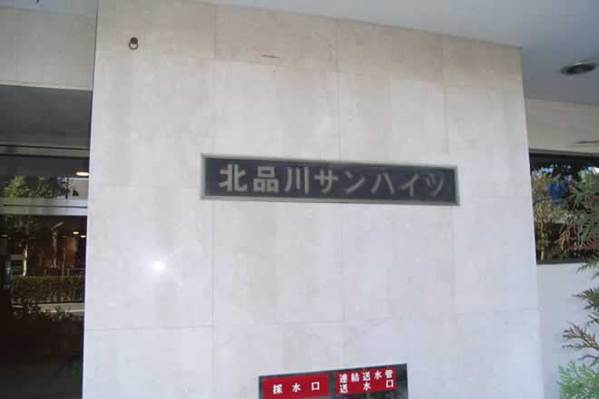 北品川サンハイツ
採水口
連結送水管
送水口